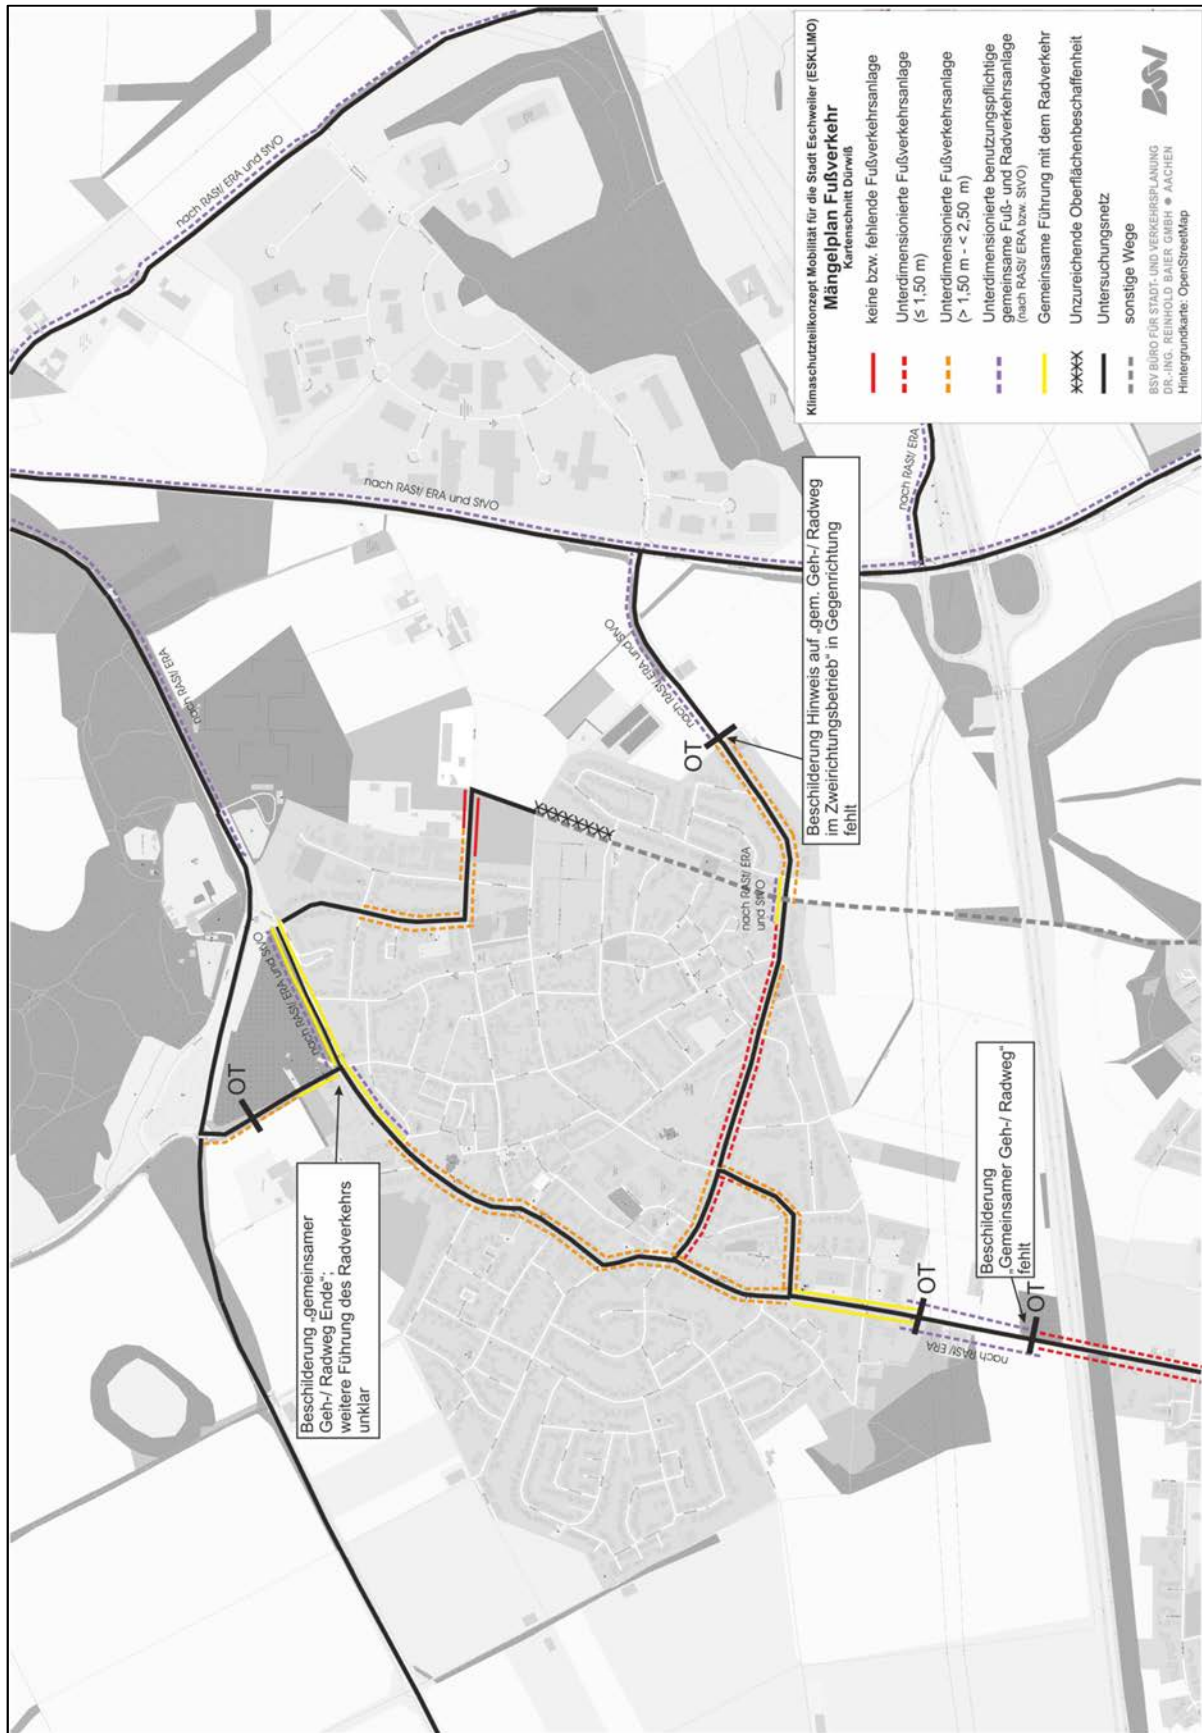 Klimaschutzteilkonzept Mobilität für die Stadt Eschweiler (ESKLIMO)
Mängelplan Fußverkehr
Kartenschnitt Dürwiß
keine bzw. fehlende Fußverkehrsanlage
Unterdimensionierte Fußverkehrsanlage
(≤ 1,50 m)
Unterdimensionierte Fußverkehrsanlage
(> 1,50 m - < 2,50 m)
Unterdimensionierte benutzungspflichtige
gemeinsame Fuß- und Radverkehrsanlage
(nach RASt/ ERA bzw. StVO)
Gemeinsame Führung mit dem Radverkehr
XXXX
Unzureichende Oberflächenbeschaffenheit
Untersuchungsnetz
sonstige Wege
BSV BÜRO FÜR STADT- UND VERKEHRSPLANUNG
DR.-ING. REINHOLD BAIER GMBH ● AACHEN
Hintergrundkarte: OpenStreetMap
BSV
nach RASt/ ERA und StVO
nach RASt/ ERA und StVO
nach RASt/ ERA
nach RASt/ ERA
nach RASt/ ERA und StVO
nach RASt/ ERA und StVO
nach RASt/ ERA
nach RASt/ ERA
und StVO
nach RASt/ ERA
XXXXXXXX
OT
OT
OT
OT
Beschilderung „gemeinsamer
Geh-/ Radweg Ende“;
weitere Führung des Radverkehrs
unklar
Beschilderung Hinweis auf „gem. Geh-/ Radweg
im Zweirichtungsbetrieb“ in Gegenrichtung
fehlt
Beschilderung
„Gemeinsamer Geh-/ Radweg“
fehlt